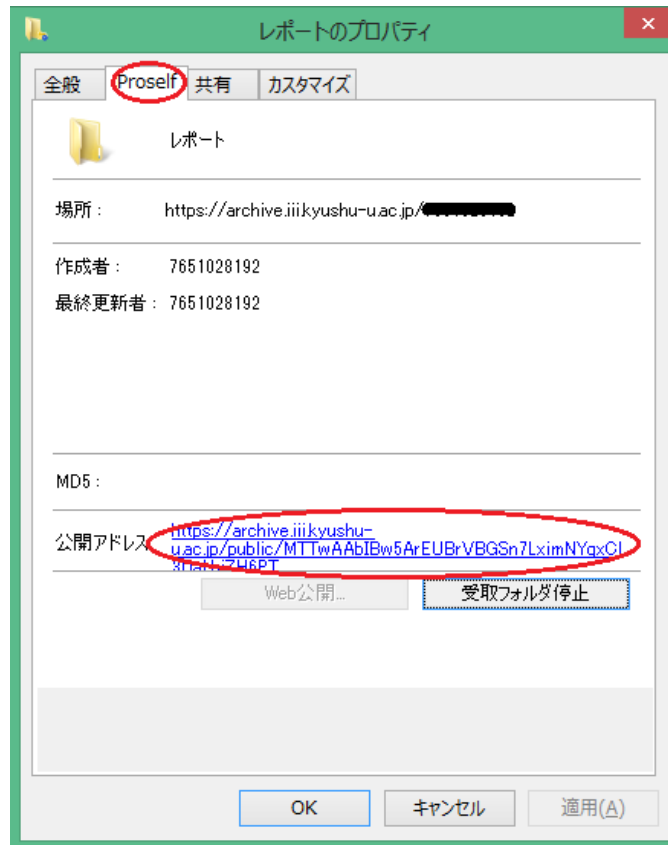 レポートのプロパティ
×
全般 Proself 共有 カスタマイズ
レポート
場所： https://archive.iii.kyushu-u.ac.jp/
作成者： 7651028192
最終更新者： 7651028192
MD5：
公開アドレス
https://archive.iii.kyushu-
u.ac.jp/public/MTTwAAbIBw5ArEUBrVBGSn7LximNYqxCl
Web公開... 受取フォルダ停止
OK キャンセル 適用(A)